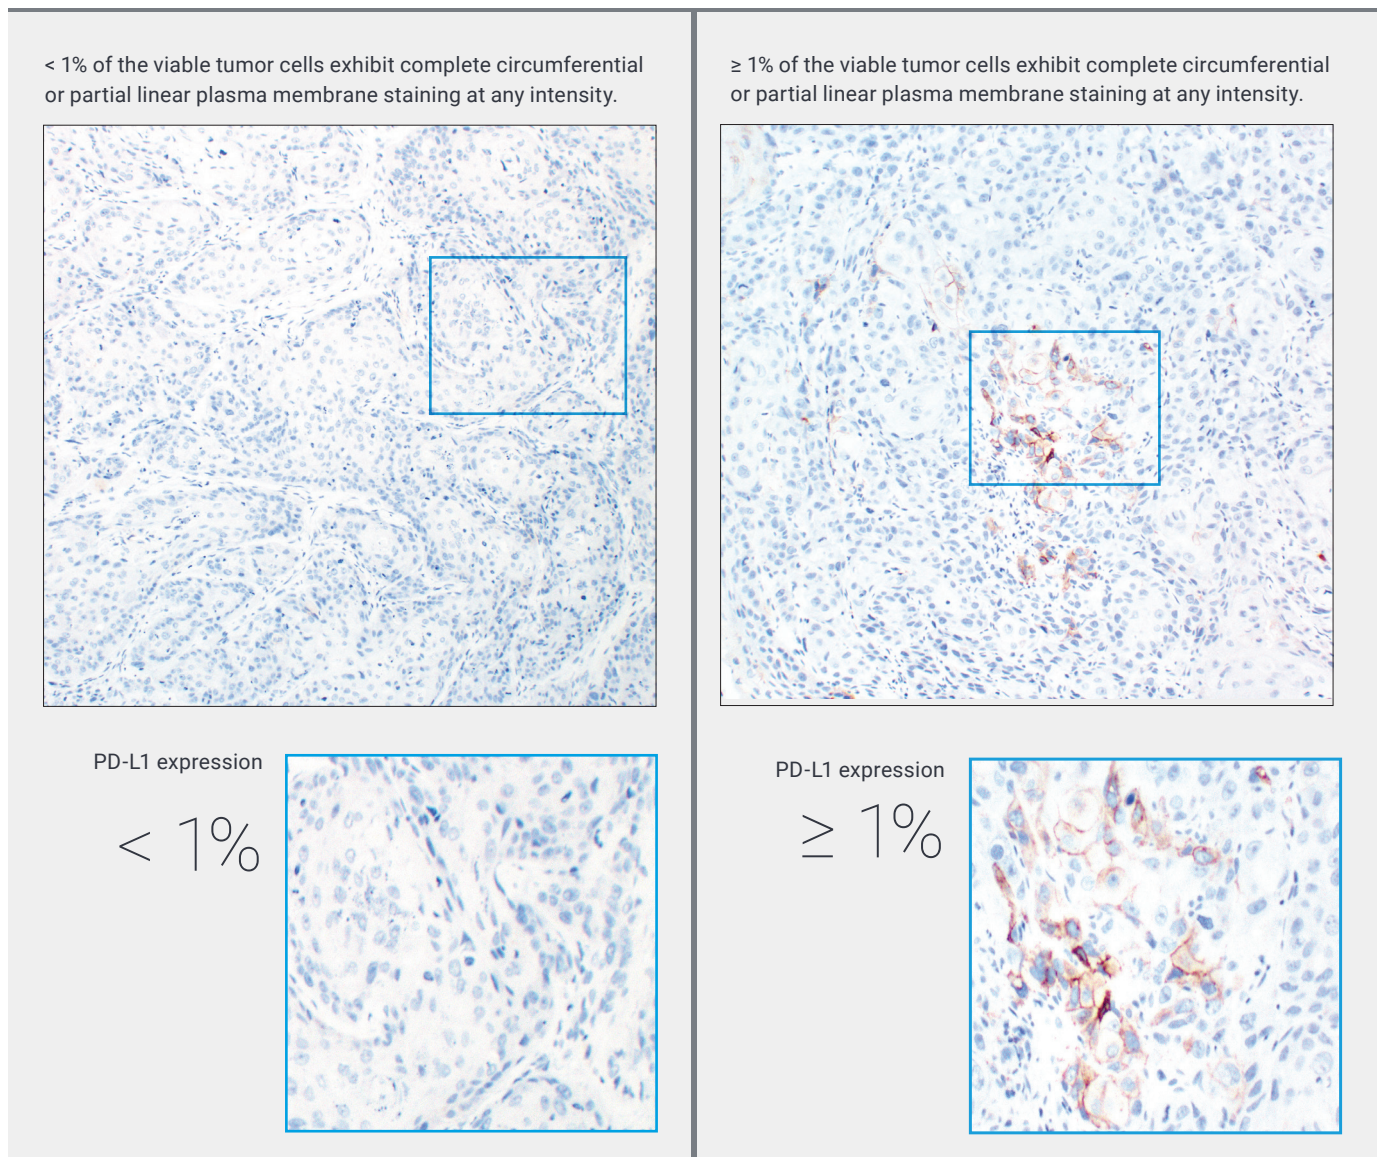 < 1% of the viable tumor cells exhibit complete circumferential
or partial linear plasma membrane staining at any intensity.
PD-L1 expression
< 1%
≥ 1% of the viable tumor cells exhibit complete circumferential
or partial linear plasma membrane staining at any intensity.
PD-L1 expression
≥ 1%